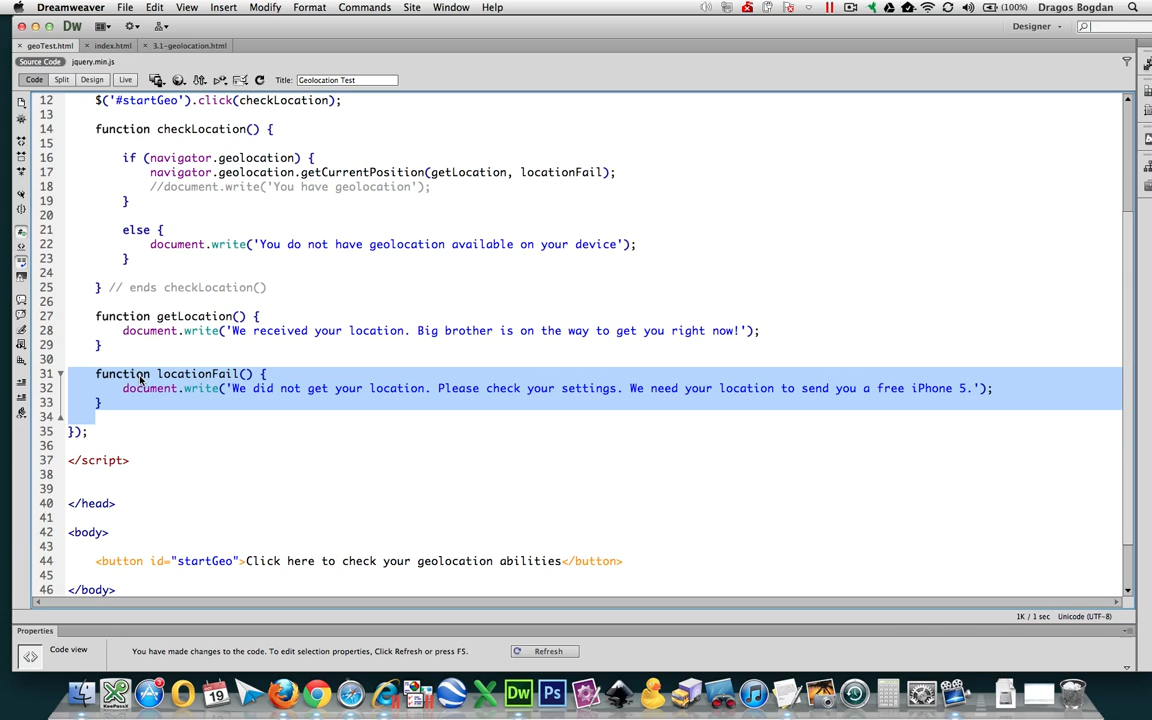 Dreamweaver File Edit View Insert Modify Format Commands Site Window Help (100%) Dragos Bogdan
Dw Designer
geoTest.html index.html 3.1-geolocation.html
Source Code jquery.min.js
Code Split Design Live Title: Geolocation Test
12 $('#startGeo').click(checkLocation);
13
14 function checkLocation() {
15
16 if (navigator.geolocation) {
17 navigator.geolocation.getCurrentPosition(getLocation, locationFail);
18 //document.write('You have geolocation');
19 }
20
21 else {
22 document.write('You do not have geolocation available on your device');
23 }
24
25 } // ends checkLocation()
26
27 function getLocation() {
28 document.write('We received your location. Big brother is on the way to get you right now!');
29 }
30
31 function locationFail() {
32 document.write('We did not get your location. Please check your settings. We need your location to send you a free iPhone 5.');
33 }
34
35 });
36
37 </script>
38
39
40 </head>
41
42 <body>
43
44 <button id="startGeo">Click here to check your geolocation abilities</button>
45
46 </body>
1K / 1 sec Unicode (UTF-8)
Properties
Code view You have made changes to the code. To edit selection properties, Click Refresh or press F5. Refresh
19 3 Dw Ps